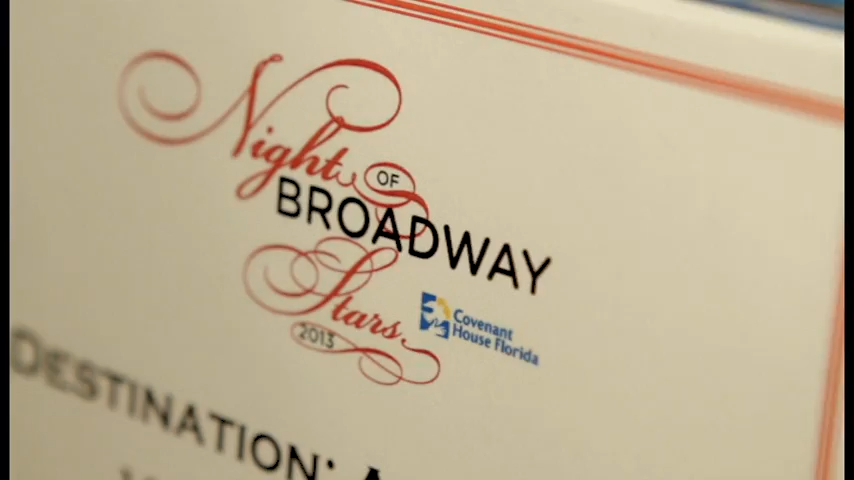 Night OF
BROADWAY
Stars
2013
Covenant
House Florida
DESTINATION: